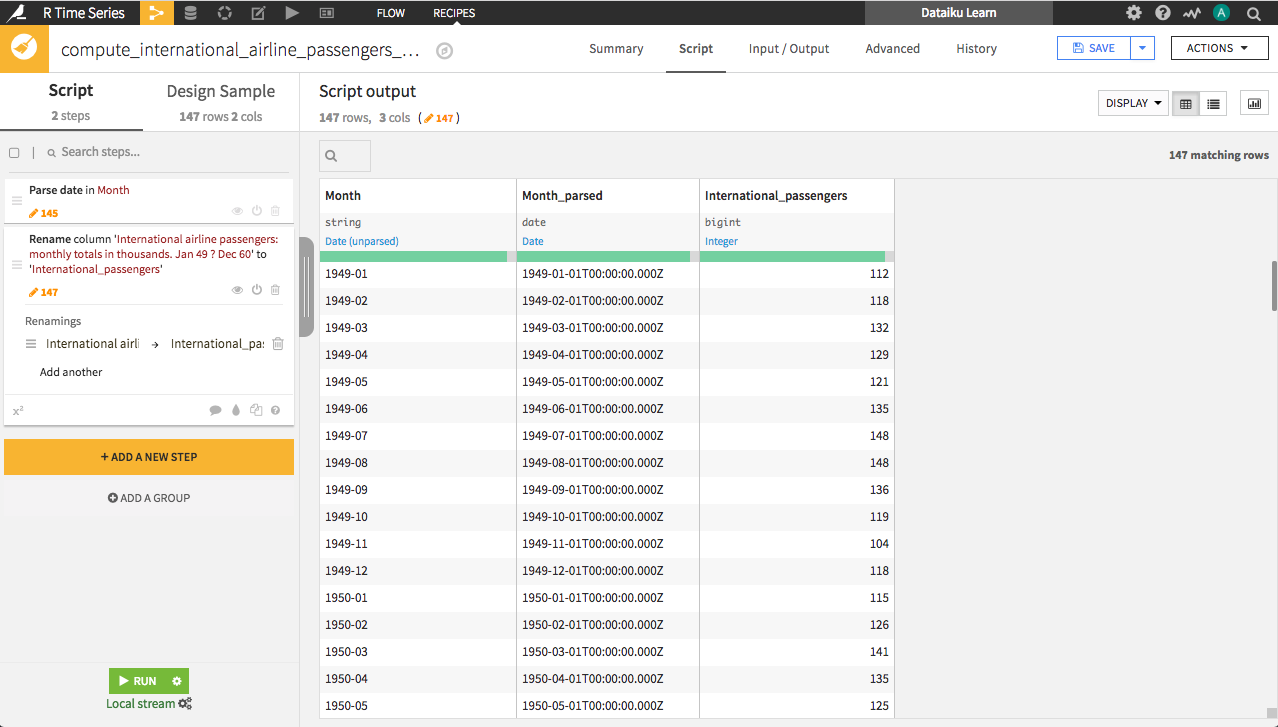 R Time Series
FLOW
RECIPES
Dataiku Learn
A
compute_international_airline_passengers_...
Summary
Script
Input / Output
Advanced
History
SAVE
ACTIONS
Script
2 steps
Design Sample
147 rows 2 cols
Script output
147 rows, 3 cols ( 147 )
DISPLAY
Search steps...
147 matching rows
Parse date in Month
145
Rename column 'International airline passengers:
monthly totals in thousands. Jan 49 ? Dec 60' to
'International_passengers'
147
Renamings
International airli → International_pas
Add another
x²
+ ADD A NEW STEP
ADD A GROUP
RUN
Local stream
Month Month_parsed International_passengers
string date bigint
Date (unparsed) Date Integer
1949-01 1949-01-01T00:00:00.000Z 112
1949-02 1949-02-01T00:00:00.000Z 118
1949-03 1949-03-01T00:00:00.000Z 132
1949-04 1949-04-01T00:00:00.000Z 129
1949-05 1949-05-01T00:00:00.000Z 121
1949-06 1949-06-01T00:00:00.000Z 135
1949-07 1949-07-01T00:00:00.000Z 148
1949-08 1949-08-01T00:00:00.000Z 148
1949-09 1949-09-01T00:00:00.000Z 136
1949-10 1949-10-01T00:00:00.000Z 119
1949-11 1949-11-01T00:00:00.000Z 104
1949-12 1949-12-01T00:00:00.000Z 118
1950-01 1950-01-01T00:00:00.000Z 115
1950-02 1950-02-01T00:00:00.000Z 126
1950-03 1950-03-01T00:00:00.000Z 141
1950-04 1950-04-01T00:00:00.000Z 135
1950-05 1950-05-01T00:00:00.000Z 125